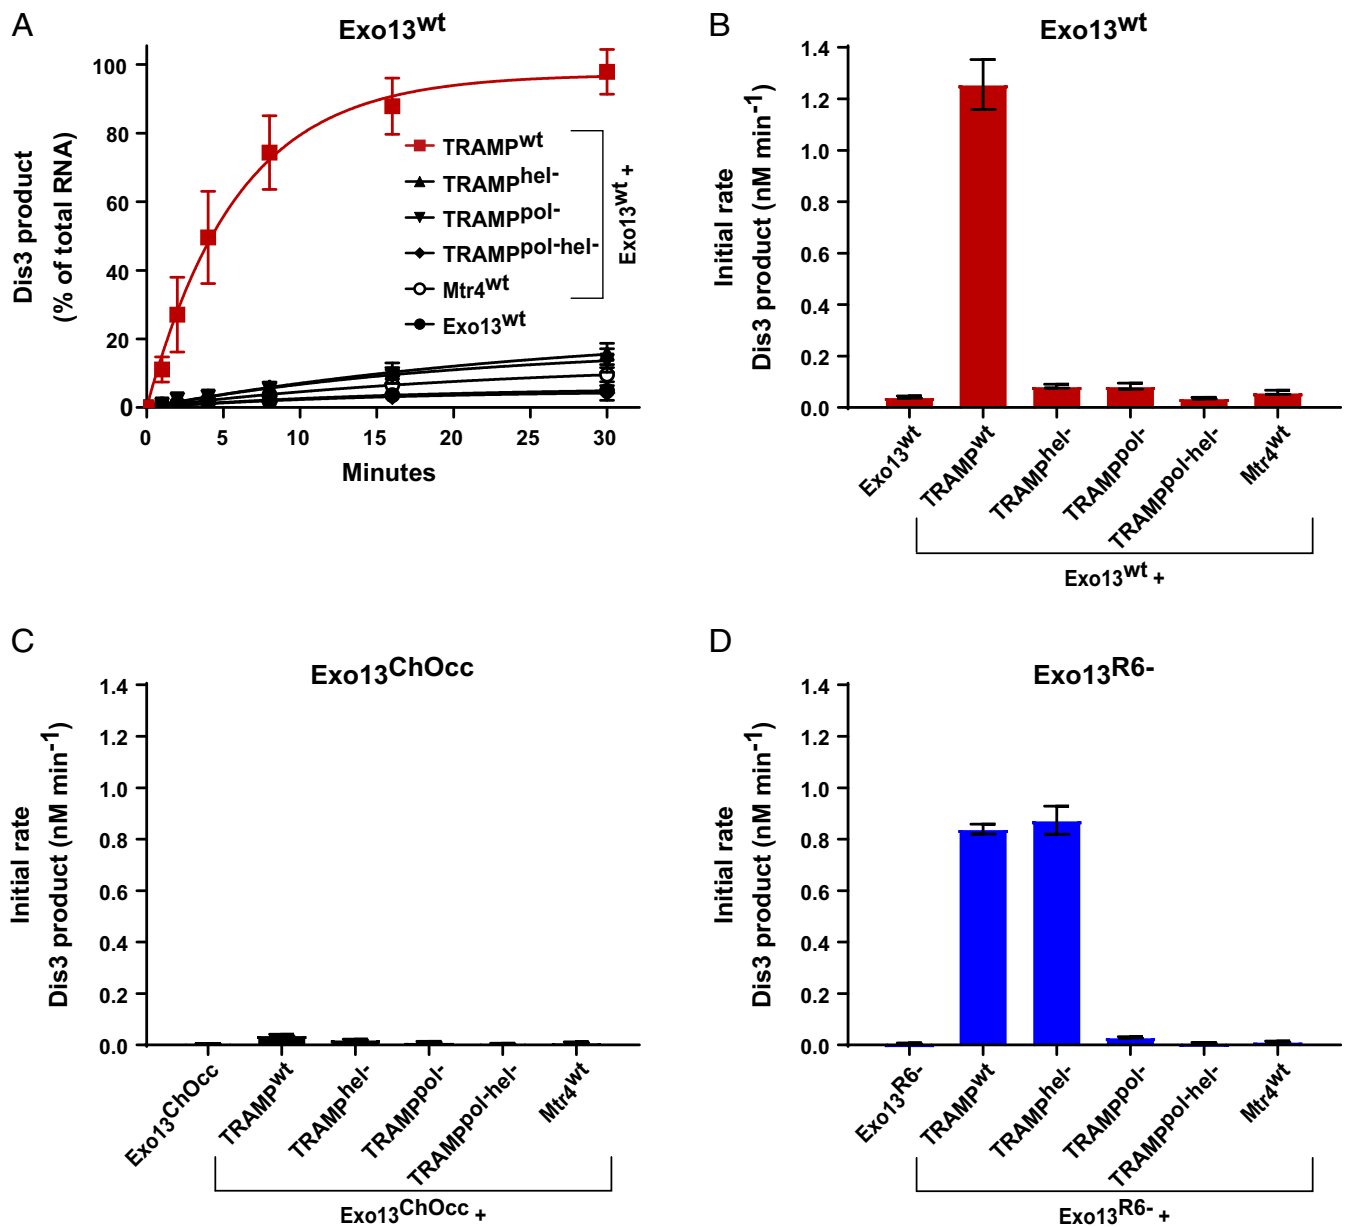 A
Exo13wt
Dis3 product
(% of total RNA)
100
80
60
40
20
0
0 5 10 15 20 25 30
Minutes
TRAMPwt
TRAMPhel-
TRAMPpol-
TRAMPpol-hel-
Mtr4wt
Exo13wt
Exo13wt +
B
Exo13wt
Initial rate
Dis3 product (nM min-1)
1.4
1.2
1.0
0.8
0.6
0.4
0.2
0.0
Exo13wt
TRAMPwt
TRAMPhel-
TRAMPpol-
TRAMPpol-hel-
Mtr4wt
Exo13wt +
C
Exo13ChOcc
Initial rate
Dis3 product (nM min-1)
1.4
1.2
1.0
0.8
0.6
0.4
0.2
0.0
Exo13ChOcc
TRAMPwt
TRAMPhel-
TRAMPpol-
TRAMPpol-hel-
Mtr4wt
Exo13ChOcc +
D
Exo13R6-
Initial rate
Dis3 product (nM min-1)
1.4
1.2
1.0
0.8
0.6
0.4
0.2
0.0
Exo13R6-
TRAMPwt
TRAMPhel-
TRAMPpol-
TRAMPpol-hel-
Mtr4wt
Exo13R6- +